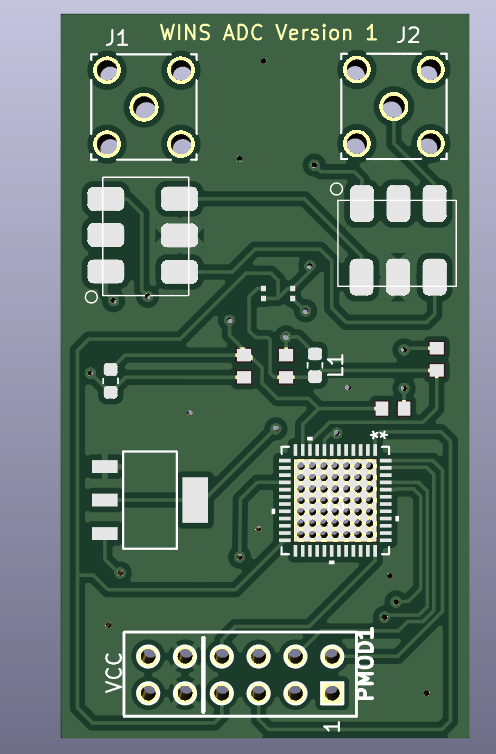 WINS ADC Version 1
J1
J2
L1
**
VCC
PMOD1
1